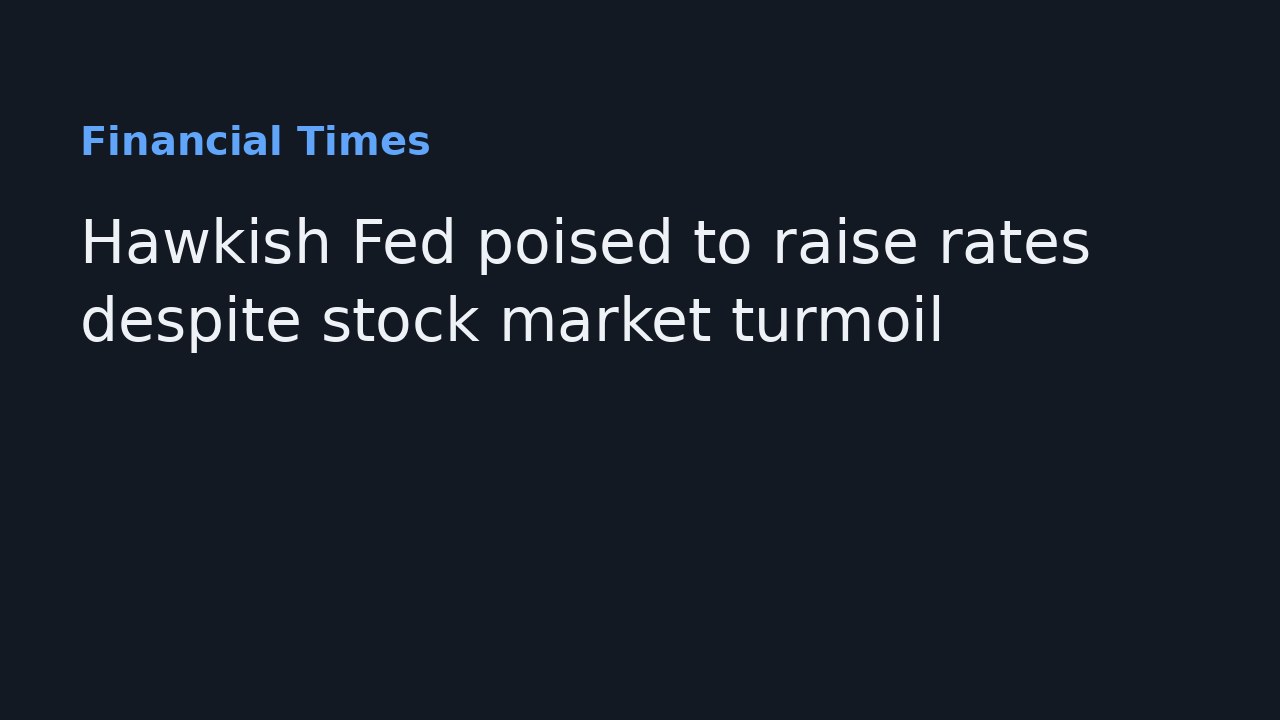 Financial Times
Hawkish Fed poised to raise rates
despite stock market turmoil